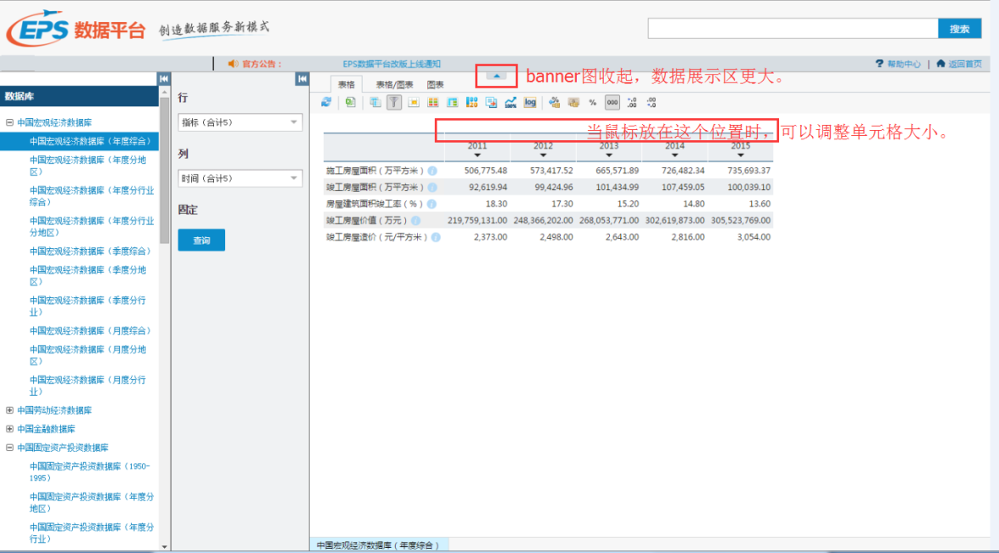 EPS 数据平台 创造数据服务新模式
搜索
官方公告： EPS数据平台改版上线通知
? 帮助中心 | 返回首页
数据库
中国宏观经济数据库
中国宏观经济数据库（年度综合）
中国宏观经济数据库（年度分地
区）
中国宏观经济数据库（年度分行业
综合）
中国宏观经济数据库（年度分行业
分地区）
中国宏观经济数据库（季度综合）
中国宏观经济数据库（季度分地
区）
中国宏观经济数据库（季度分行
业）
中国宏观经济数据库（月度综合）
中国宏观经济数据库（月度分地
区）
中国宏观经济数据库（月度分行
业）
中国劳动经济数据库
中国金融数据库
中国固定资产投资数据库
中国固定资产投资数据库（1950-
1995）
中国固定资产投资数据库（年度分
地区）
中国固定资产投资数据库（年度分
行业）
行
指标（合计5）
列
时间（合计5）
固定
查询
表格 表格/图表 图表
banner图收起，数据展示区更大。
100% log % 000 .00 .00
当鼠标放在这个位置时，可以调整单元格大小。
2011 2012 2013 2014 2015
施工房屋面积（万平方米） 506,775.48 573,417.52 665,571.89 726,482.34 735,693.37
竣工房屋面积（万平方米） 92,619.94 99,424.96 101,434.99 107,459.05 100,039.10
房屋建筑面积竣工率（%） 18.30 17.30 15.20 14.80 13.60
竣工房屋价值（万元） 219,759,131.00 248,366,202.00 268,053,771.00 302,619,873.00 305,523,769.00
竣工房屋造价（元/平方米） 2,373.00 2,498.00 2,643.00 2,816.00 3,054.00
中国宏观经济数据库（年度综合）